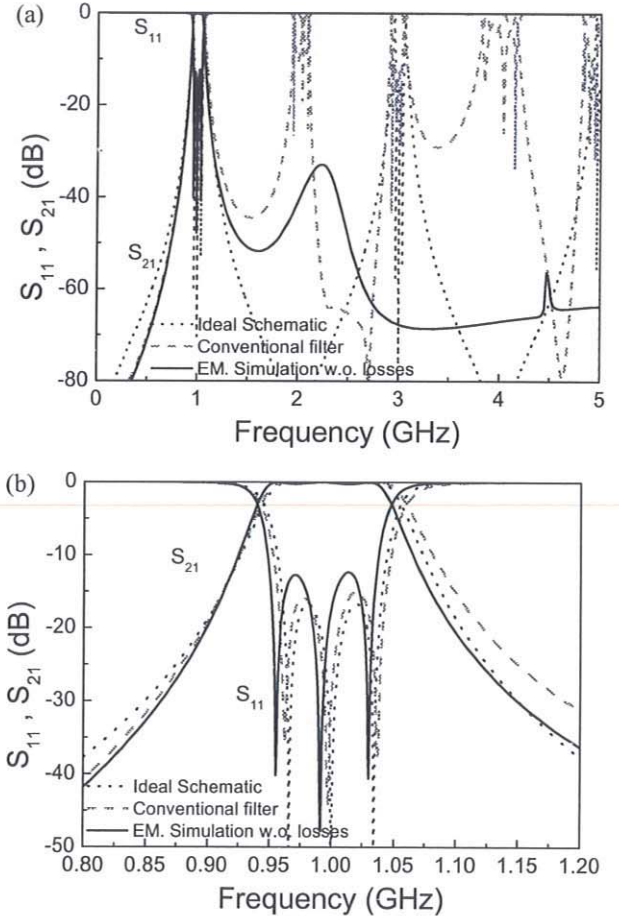 (a)
0
-20
-40
-60
-80
S11
S21
S11 , S21 (dB)
Ideal Schematic
Conventional filter
EM. Simulation w.o. losses
0 1 2 3 4 5
Frequency (GHz)
(b)
0
-10
-20
-30
-40
-50
S21
S11
S11 , S21 (dB)
Ideal Schematic
Conventional filter
EM. Simulation w.o. losses
0.80 0.85 0.90 0.95 1.00 1.05 1.10 1.15 1.20
Frequency (GHz)